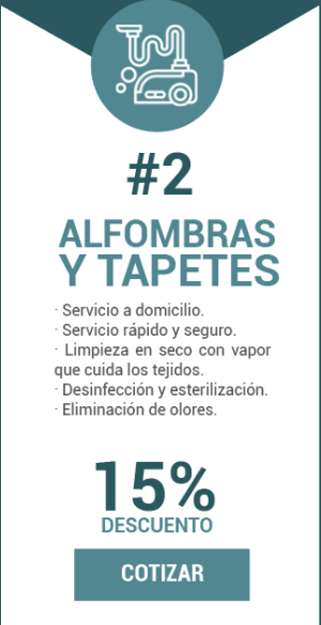 #2
ALFOMBRAS
Y TAPETES
· Servicio a domicilio.
· Servicio rápido y seguro.
· Limpieza en seco con vapor
que cuida los tejidos.
· Desinfección y esterilización.
· Eliminación de olores.
15%
DESCUENTO
COTIZAR